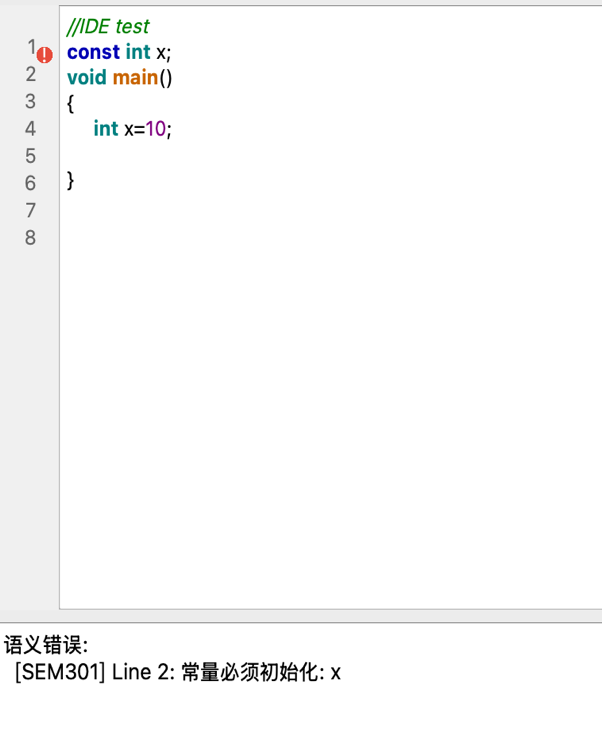 //IDE test
1 const int x;
2 void main()
3 {
4 int x=10;
5
6 }
7
8
语义错误:
[SEM301] Line 2: 常量必须初始化: x